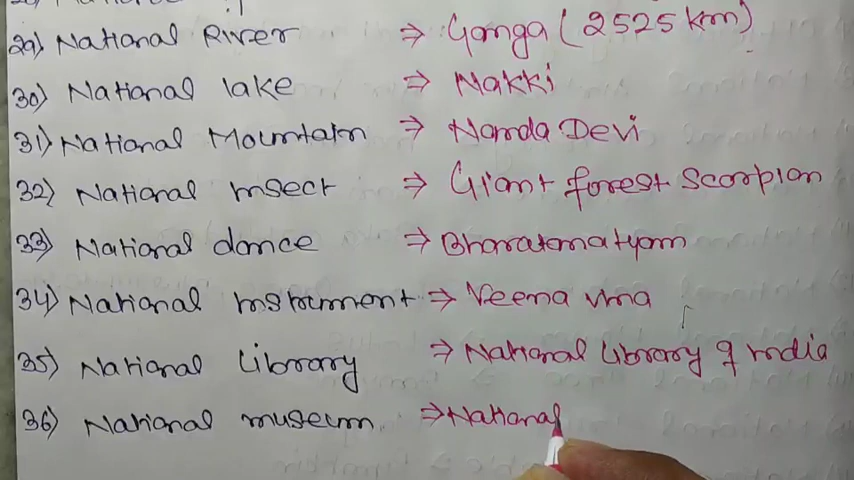 29) National River ⇒ Ganga (2525 km)
30) National lake ⇒ Nakki
31) National Mountain ⇒ Nanda Devi
32) National insect ⇒ Giant forest Scorpion
33) National dance ⇒ Bharatanatyam
34) National instrument ⇒ Veena vina
35) National Library ⇒ National Library of india
36) National museum ⇒ National